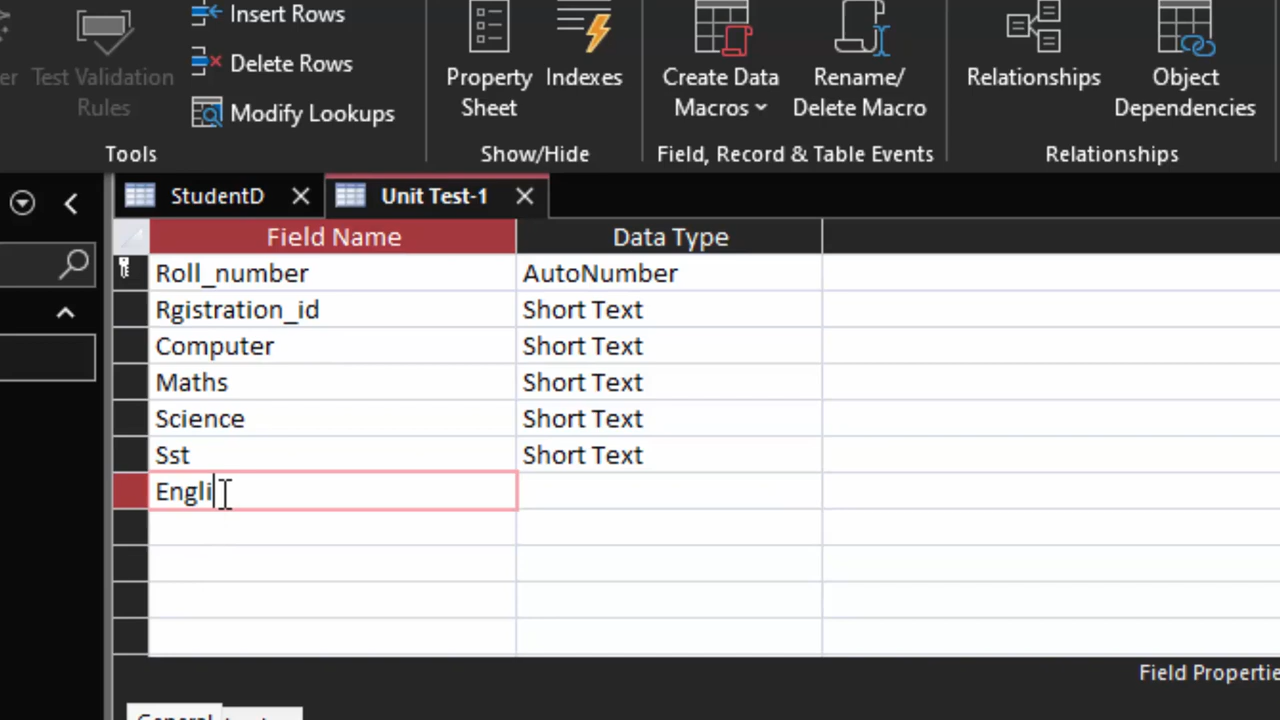 Insert Rows
Test Validation
Rules
Delete Rows
Modify Lookups
Tools
Property
Sheet
Indexes
Show/Hide
Create Data
Macros
Rename/
Delete Macro
Field, Record & Table Events
Relationships
Object
Dependencies
Relationships
StudentD
Unit Test-1
Field Name Data Type
Roll_number AutoNumber
Rgistration_id Short Text
Computer Short Text
Maths Short Text
Science Short Text
Sst Short Text
Engli
Field Propertie
General